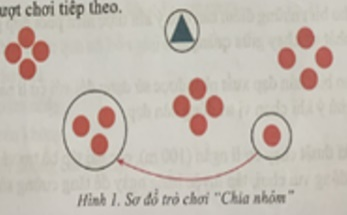 ượt chơi tiếp theo.
Hình 1. Sơ đồ trò chơi "Chia nhóm"